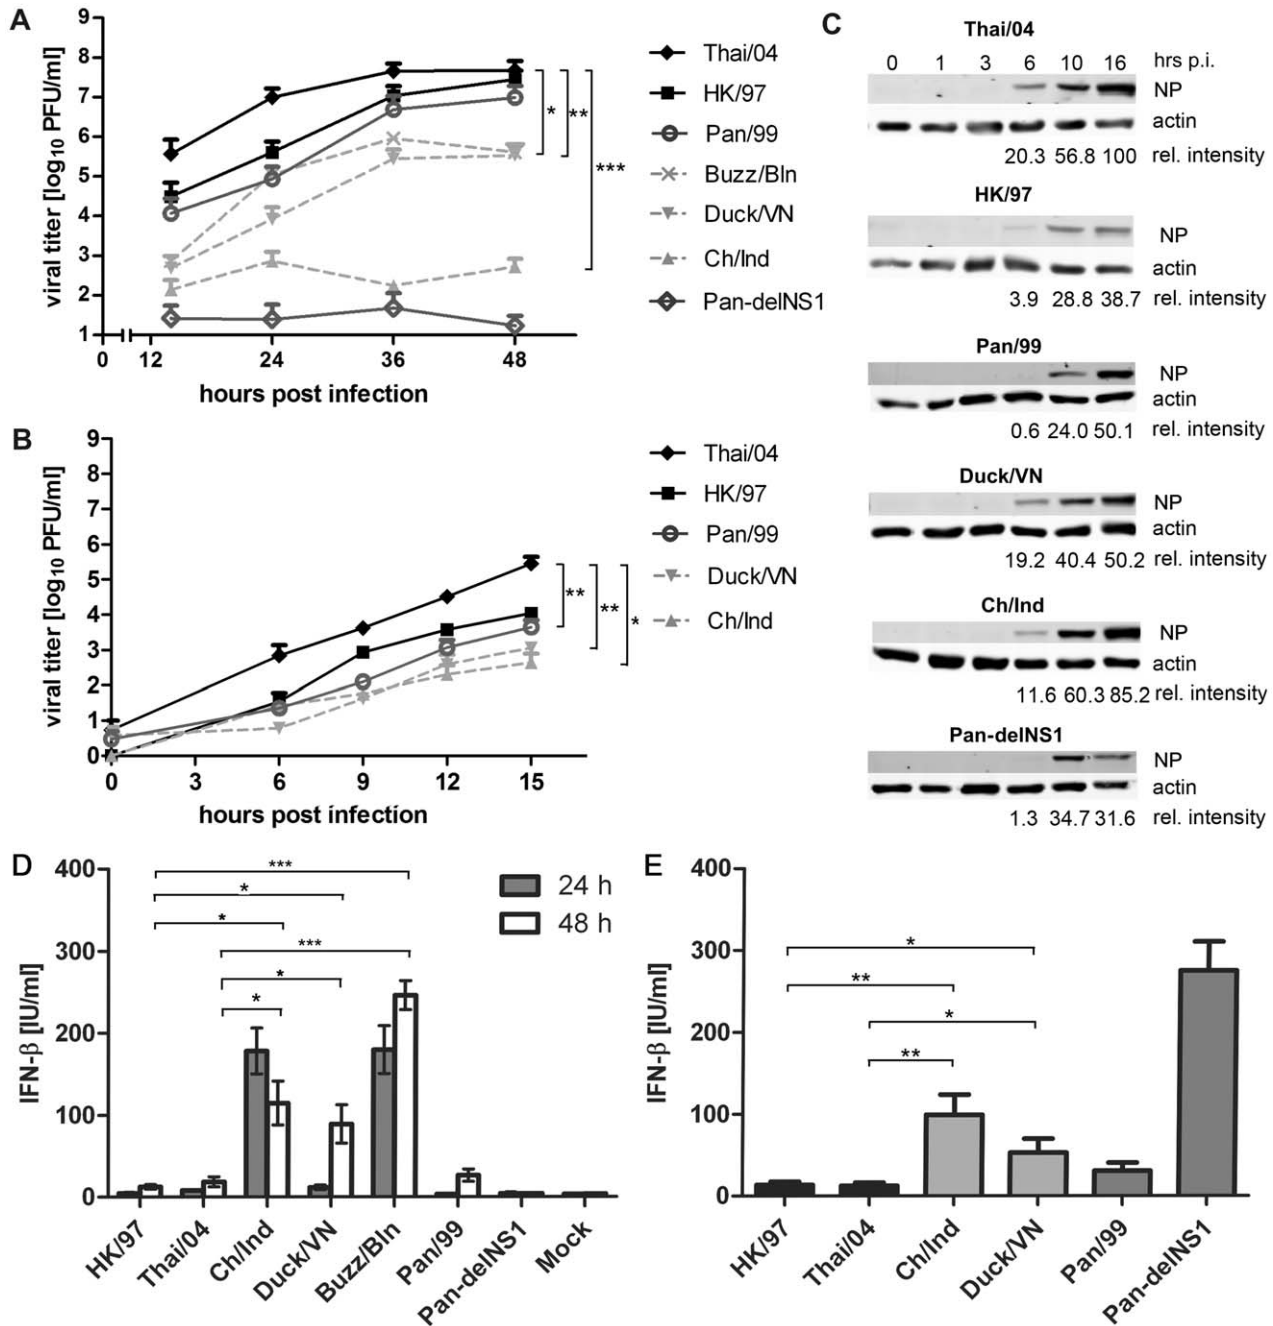 A
viral titer [log10 PFU/ml]
9
8
7
6
5
4
3
2
1
0 12 24 36 48
hours post infection
* ** ***
Thai/04
HK/97
Pan/99
Buzz/Bln
Duck/VN
Ch/Ind
Pan-delNS1
B
viral titer [log10 PFU/ml]
9
8
7
6
5
4
3
2
1
0
0 3 6 9 12 15
hours post infection
** ** *
Thai/04
HK/97
Pan/99
Duck/VN
Ch/Ind
C
Thai/04
0 1 3 6 10 16 hrs p.i.
NP
actin
20.3 56.8 100 rel. intensity
HK/97
NP
actin
3.9 28.8 38.7 rel. intensity
Pan/99
NP
actin
0.6 24.0 50.1 rel. intensity
Duck/VN
NP
actin
19.2 40.4 50.2 rel. intensity
Ch/Ind
NP
actin
11.6 60.3 85.2 rel. intensity
Pan-delNS1
NP
actin
1.3 34.7 31.6 rel. intensity
D
IFN-β [IU/ml]
400
300
200
100
0
***
*
*
***
*
*
24 h
48 h
HK/97 Thai/04 Ch/Ind Duck/VN Buzz/Bln Pan/99 Pan-delNS1 Mock
E
IFN-β [IU/ml]
400
300
200
100
0
*
**
*
**
HK/97 Thai/04 Ch/Ind Duck/VN Pan/99 Pan-delNS1